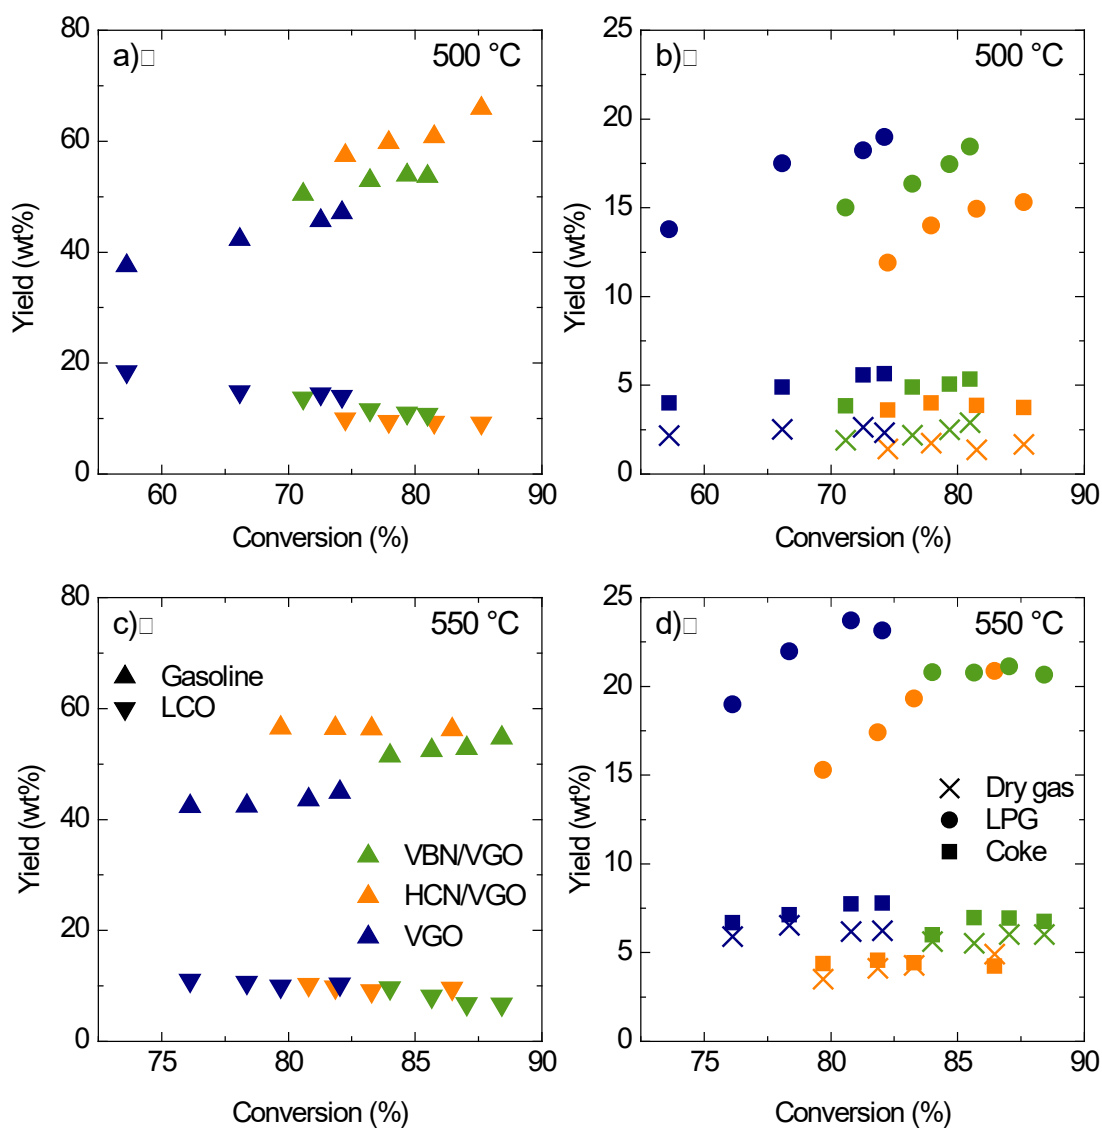 a)□ 500 °C
80
60
40
20
0
Yield (wt%)
60 70 80 90
Conversion (%)
b)□ 500 °C
25
20
15
10
5
0
Yield (wt%)
60 70 80 90
Conversion (%)
c)□ 550 °C
Gasoline
LCO
VBN/VGO
HCN/VGO
VGO
80
60
40
20
0
Yield (wt%)
75 80 85 90
Conversion (%)
d)□ 550 °C
Dry gas
LPG
Coke
25
20
15
10
5
0
Yield (wt%)
75 80 85 90
Conversion (%)